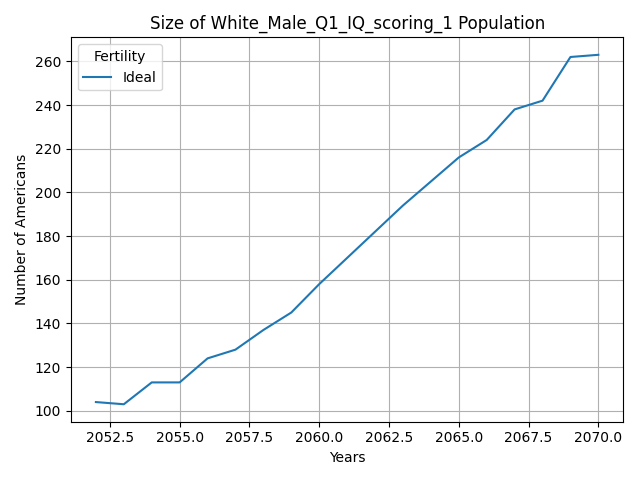 Size of White_Male_Q1_IQ_scoring_1 Population
Fertility
Ideal
Number of Americans
260
240
220
200
180
160
140
120
100
2052.5 2055.0 2057.5 2060.0 2062.5 2065.0 2067.5 2070.0
Years